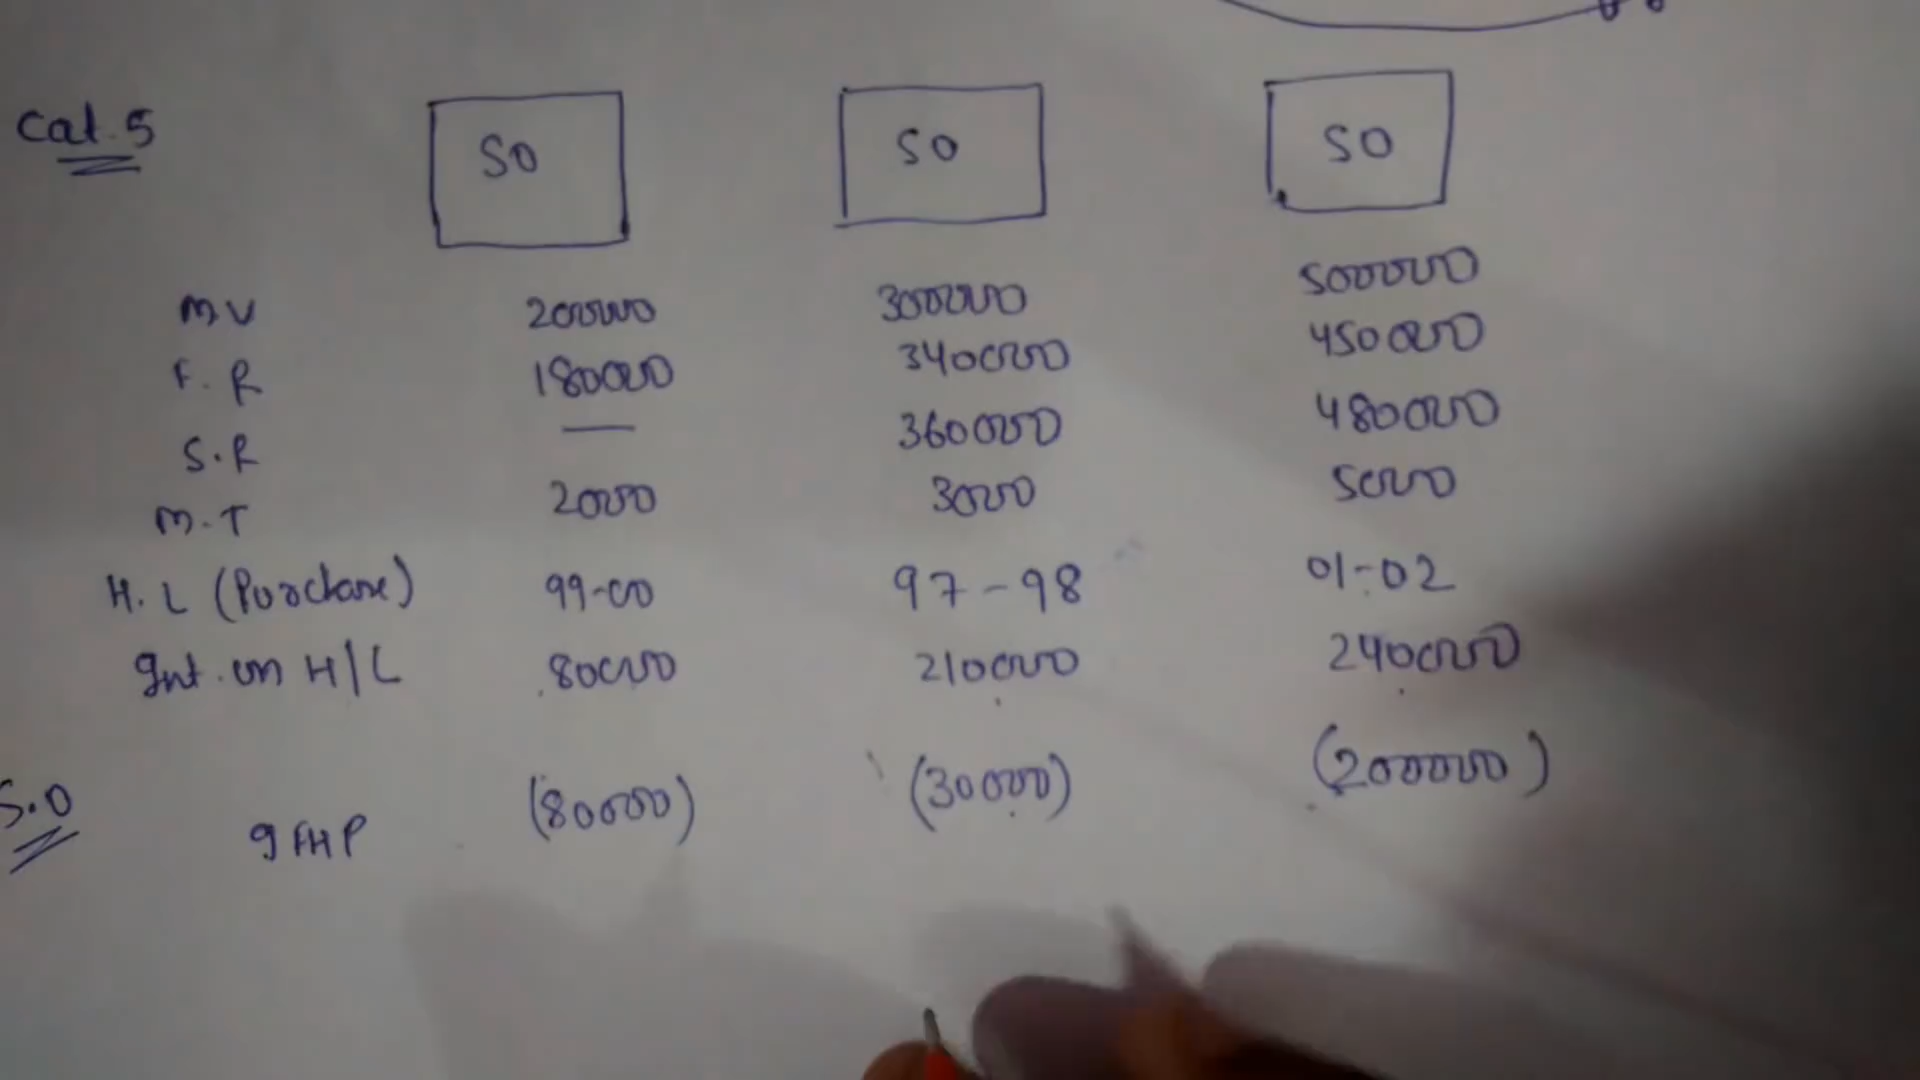 Cal. 5
SO SO SO
M.V 200000 300000 500000
F.R 180000 340000 450000
S.R — 360000 480000
M.T 2000 3000 5000
H.L (Purchase) 99-00 97-98 01-02
Int. on H/L 80000 210000 240000
S.O
IFHP (80000) (30000) (200000)